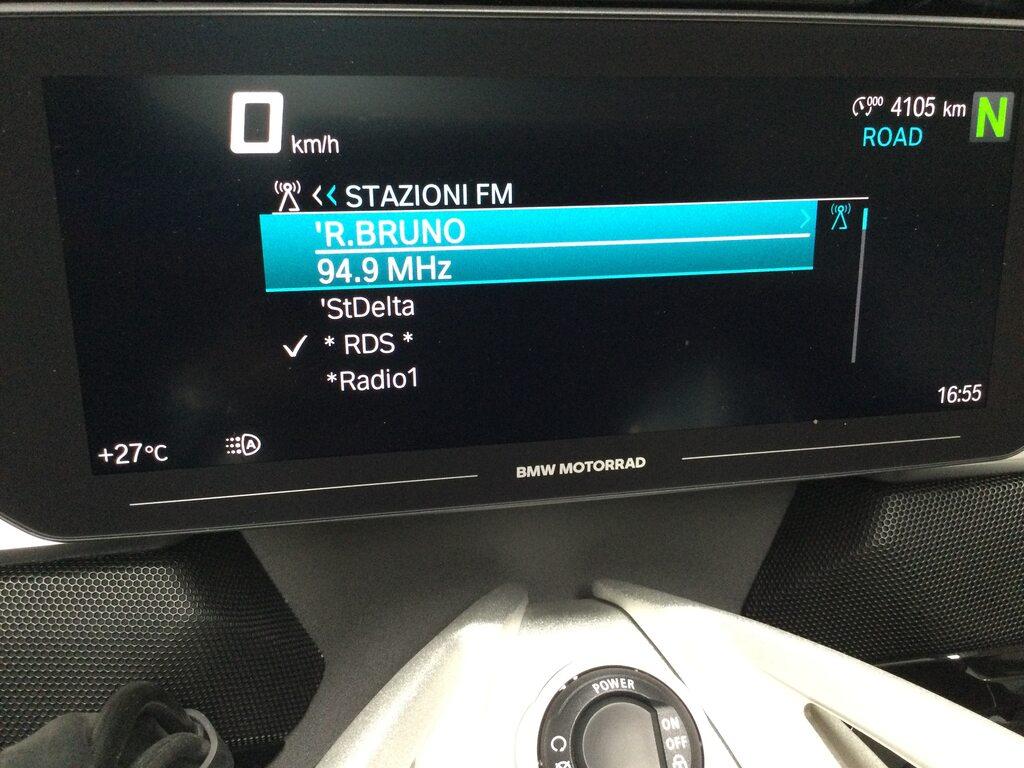 0 km/h
000 4105 km N
ROAD
<< STAZIONI FM
'R.BRUNO
94.9 MHz
'StDelta
* RDS *
*Radio1
16:55
+27°C A
BMW MOTORRAD
POWER
ON
OFF